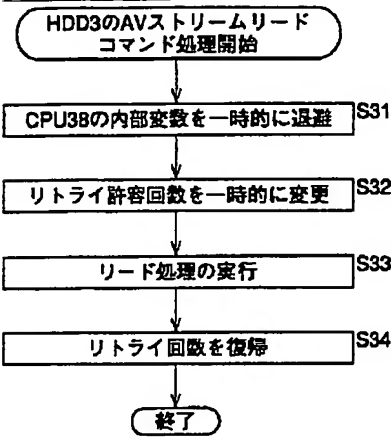 HDD3のAVストリームリード
コマンド処理開始
CPU38の内部変数を一時的に退避
S31
リトライ許容回数を一時的に変更
S32
リード処理の実行
S33
リトライ回数を復帰
S34
終了